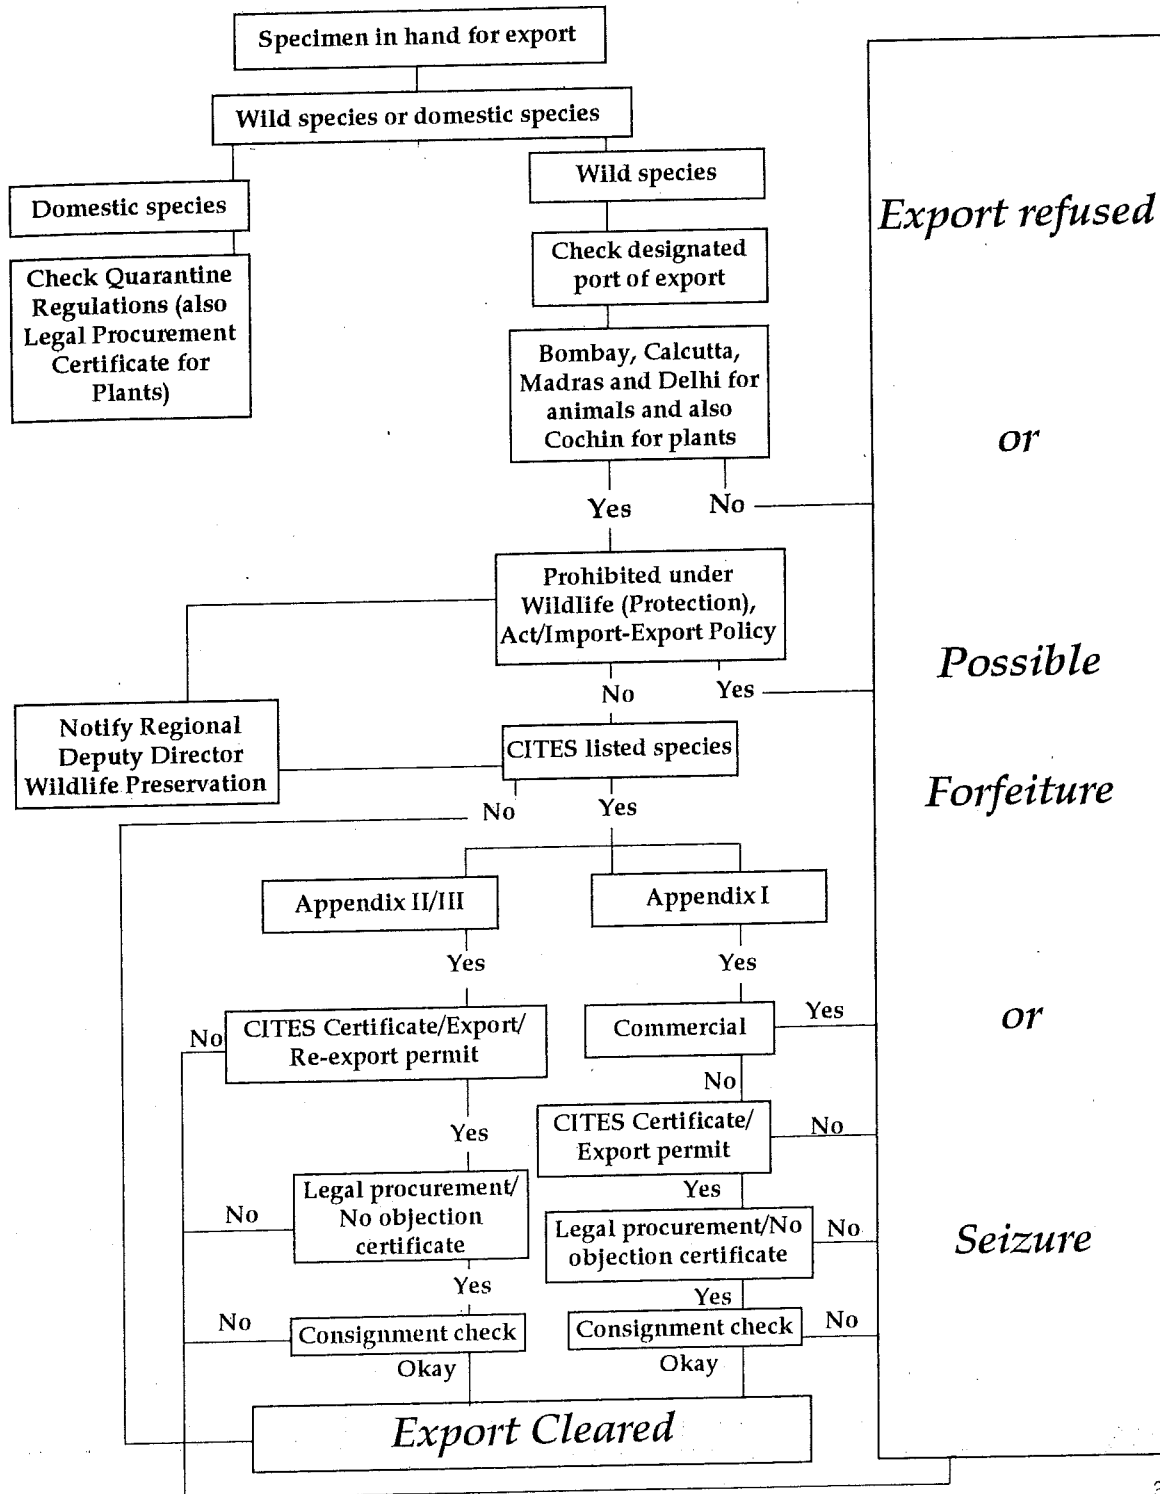 Specimen in hand for export
Wild species or domestic species
Wild species
Domestic species
Check designated
port of export
Check Quarantine
Regulations (also
Legal Procurement
Certificate for
Plants)
Bombay, Calcutta,
Madras and Delhi for
animals and also
Cochin for plants
Yes
No
Prohibited under
Wildlife (Protection),
Act/Import-Export Policy
No
Yes
Notify Regional
Deputy Director
Wildlife Preservation
CITES listed species
No
Yes
Appendix II/III
Appendix I
Yes
Yes
No
CITES Certificate/Export/
Re-export permit
Commercial
Yes
No
Yes
CITES Certificate/
Export permit
No
Yes
No
Legal procurement/
No objection
certificate
Legal procurement/No
objection certificate
No
Yes
Yes
No
Consignment check
Consignment check
No
Okay
Okay
Export Cleared
Export refused
or
Possible
Forfeiture
or
Seizure